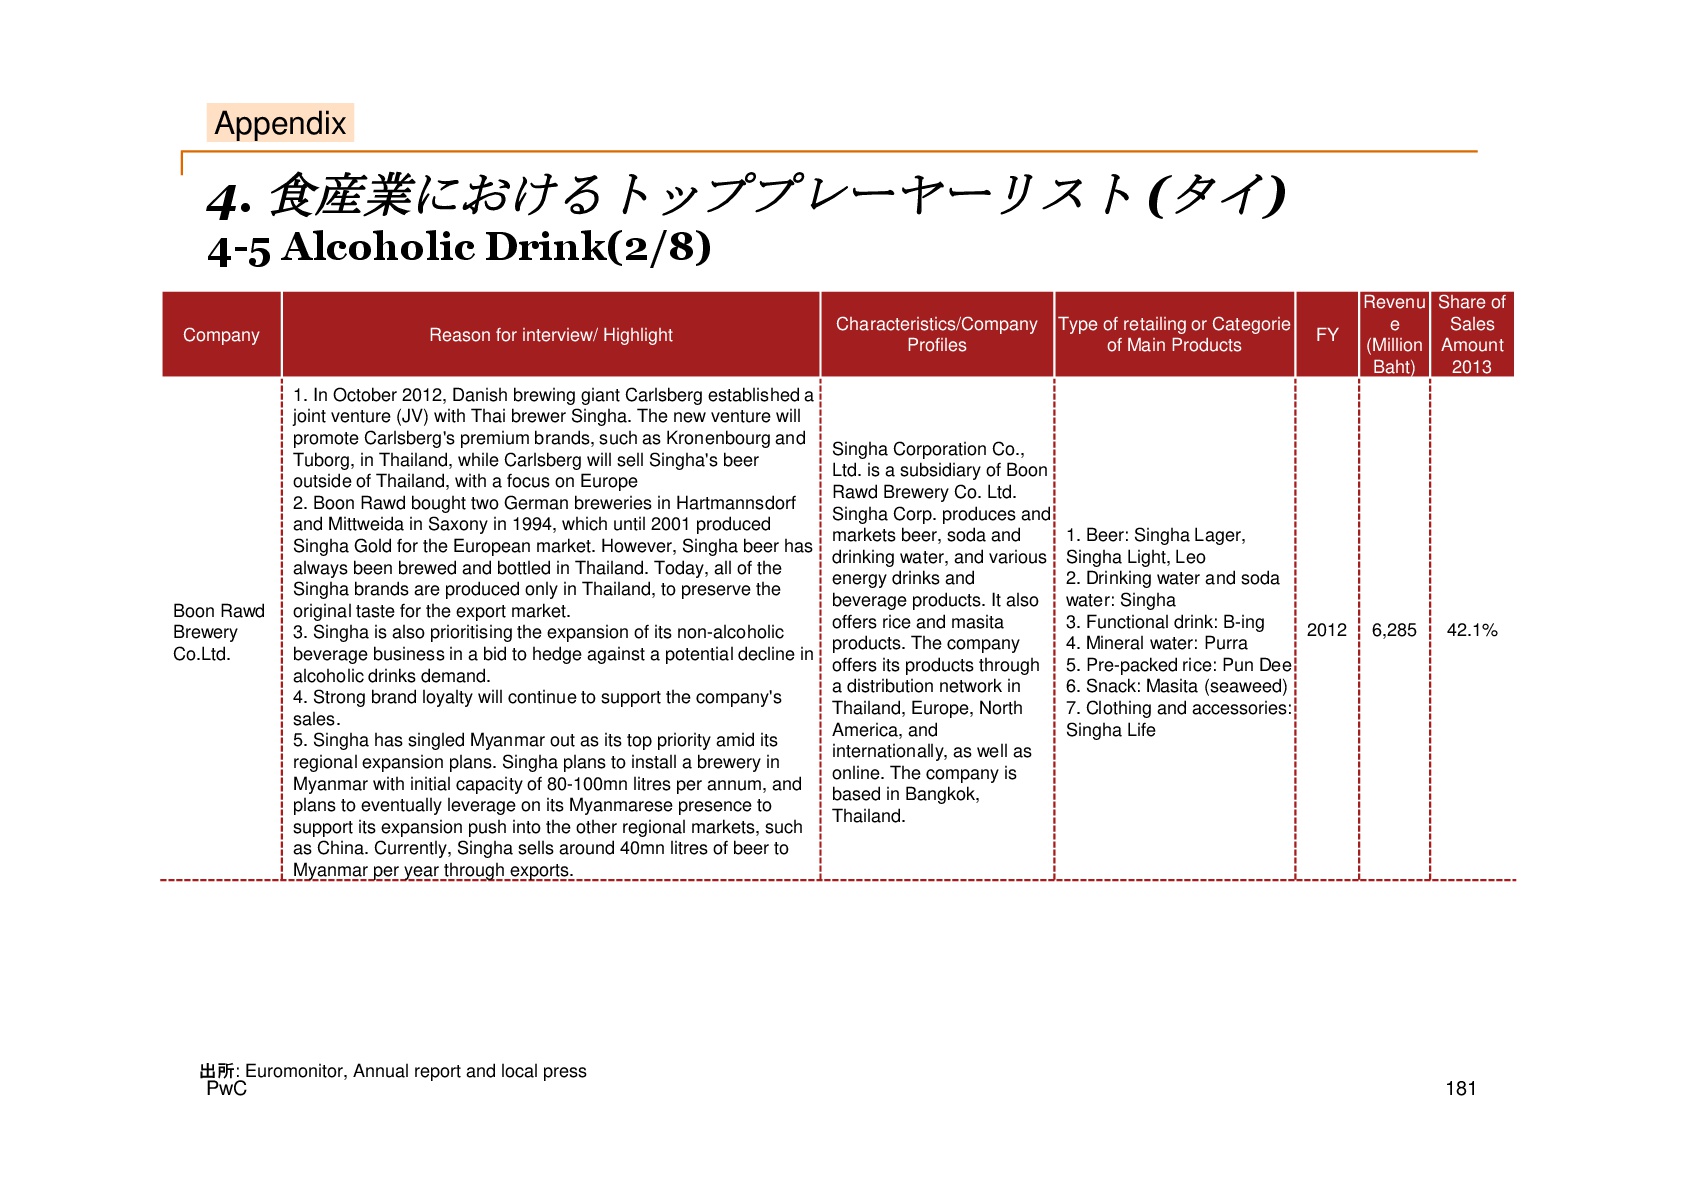 Appendix
4. 食産業におけるトッププレーヤーリスト(タイ)
4-5 Alcoholic Drink(2/8)
Company
Reason for interview/ Highlight
Characteristics/Company
Profiles
Type of retailing or Categorie
of Main Products
FY
Revenu
e
(Million
Baht)
Share of
Sales
Amount
2013
Boon Rawd
Brewery
Co.Ltd.
1. In October 2012, Danish brewing giant Carlsberg established a
joint venture (JV) with Thai brewer Singha. The new venture will
promote Carlsberg's premium brands, such as Kronenbourg and
Tuborg, in Thailand, while Carlsberg will sell Singha's beer
outside of Thailand, with a focus on Europe
2. Boon Rawd bought two German breweries in Hartmannsdorf
and Mittweida in Saxony in 1994, which until 2001 produced
Singha Gold for the European market. However, Singha beer has
always been brewed and bottled in Thailand. Today, all of the
Singha brands are produced only in Thailand, to preserve the
original taste for the export market.
3. Singha is also prioritising the expansion of its non-alcoholic
beverage business in a bid to hedge against a potential decline in
alcoholic drinks demand.
4. Strong brand loyalty will continue to support the company's
sales.
5. Singha has singled Myanmar out as its top priority amid its
regional expansion plans. Singha plans to install a brewery in
Myanmar with initial capacity of 80-100mn litres per annum, and
plans to eventually leverage on its Myanmarese presence to
support its expansion push into the other regional markets, such
as China. Currently, Singha sells around 40mn litres of beer to
Myanmar per year through exports.
Singha Corporation Co.,
Ltd. is a subsidiary of Boon
Rawd Brewery Co. Ltd.
Singha Corp. produces and
markets beer, soda and
drinking water, and various
energy drinks and
beverage products. It also
offers rice and masita
products. The company
offers its products through
a distribution network in
Thailand, Europe, North
America, and
internationally, as well as
online. The company is
based in Bangkok,
Thailand.
1. Beer: Singha Lager,
Singha Light, Leo
2. Drinking water and soda
water: Singha
3. Functional drink: B-ing
4. Mineral water: Purra
5. Pre-packed rice: Pun Dee
6. Snack: Masita (seaweed)
7. Clothing and accessories:
Singha Life
2012
6,285
42.1%
出所: Euromonitor, Annual report and local press
PwC
181